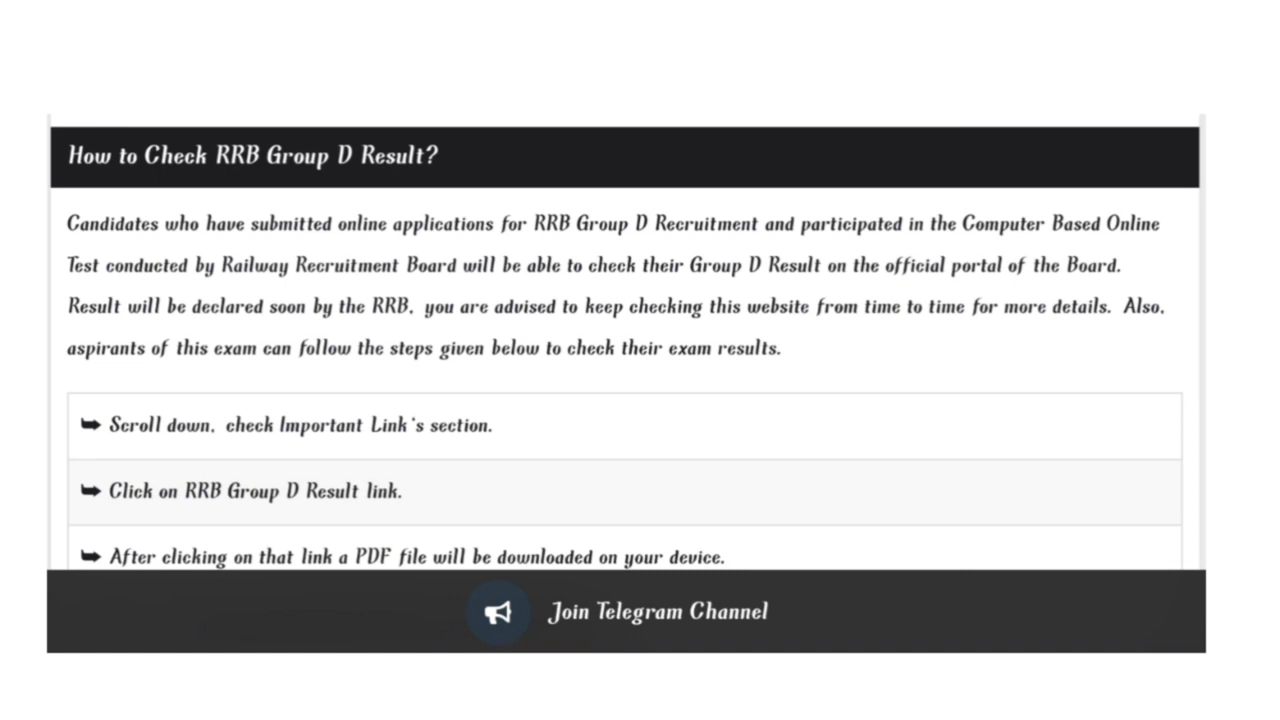 How to Check RRB Group D Result?
Candidates who have submitted online applications for RRB Group D Recruitment and participated in the Computer Based Online
Test conducted by Railway Recruitment Board will be able to check their Group D Result on the official portal of the Board.
Result will be declared soon by the RRB, you are advised to keep checking this website from time to time for more details. Also,
aspirants of this exam can follow the steps given below to check their exam results.
➥ Scroll down, check Important Link's section.
➥ Click on RRB Group D Result link.
➥ After clicking on that link a PDF file will be downloaded on your device.
Join Telegram Channel